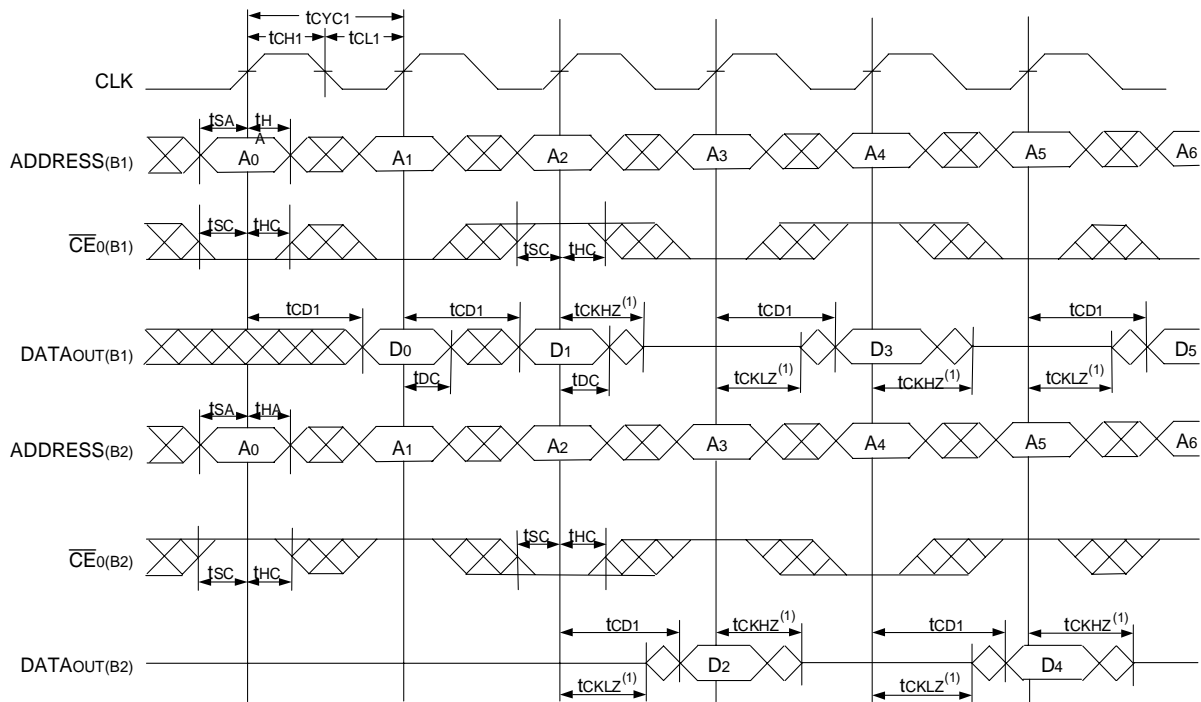 tCYC1
tCH1 tCL1
CLK
tSA tHA
ADDRESS(B1) A0 A1 A2 A3 A4 A5 A6
tSC tHC
CE0(B1)
tSC tHC
tCD1 tCD1 tCKHZ(1) tCD1 tCD1
DATAOUT(B1) D0 D1 D3 D5
tDC tDC tCKLZ(1) tCKHZ(1) tCKLZ(1)
tSA tHA
ADDRESS(B2) A0 A1 A2 A3 A4 A5 A6
tSC tHC
CE0(B2)
tSC tHC
tCD1 tCKHZ(1) tCD1 tCKHZ(1)
DATAOUT(B2) D2 D4
tCKLZ(1) tCKLZ(1)